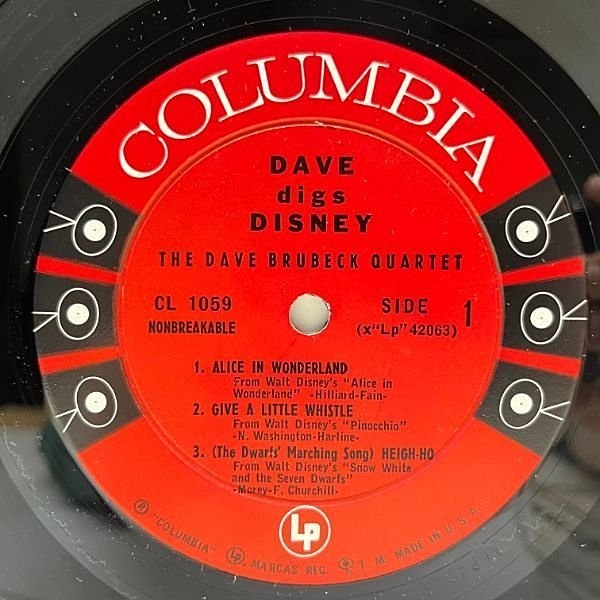 COLUMBIA
DAVE
digs
DISNEY
THE DAVE BRUBECK QUARTET
CL 1059
NONBREAKABLE
SIDE 1
(x"Lp" 42063)
1. ALICE IN WONDERLAND
From Walt Disney's "Alice in
Wonderland" -Hilliard-Fain-
2. GIVE A LITTLE WHISTLE
From Walt Disney's "Pinocchio"
-N. Washington-Harline-
3. (The Dwarfs' Marching Song) HEIGH-HO
From Walt Disney's "Snow White
and the Seven Dwarfs"
-Morey-F. Churchill-
Lp
® "COLUMBIA" Lp, MARCAS REG. T. M. MADE IN U.S.A.